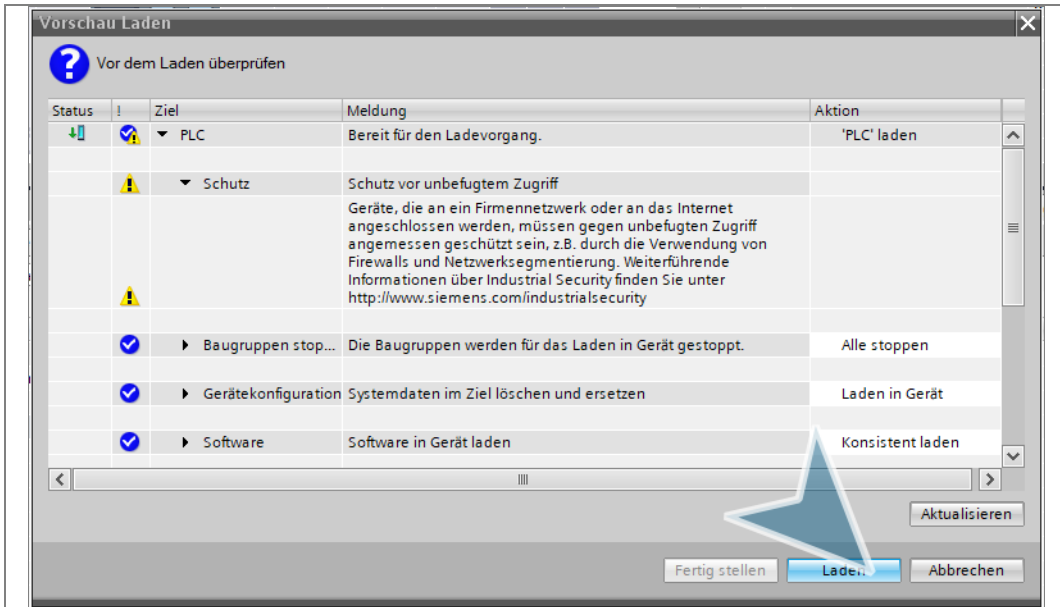 Vorschau Laden
Vor dem Laden überprüfen
Status ! Ziel Meldung Aktion
PLC Bereit für den Ladevorgang. 'PLC' laden
Schutz Schutz vor unbefugtem Zugriff
Geräte, die an ein Firmennetzwerk oder an das Internet
angeschlossen werden, müssen gegen unbefugten Zugriff
angemessen geschützt sein, z.B. durch die Verwendung von
Firewalls und Netzwerksegmentierung. Weiterführende
Informationen über Industrial Security finden Sie unter
http://www.siemens.com/industrialsecurity
Baugruppen stop... Die Baugruppen werden für das Laden in Gerät gestoppt. Alle stoppen
Gerätekonfiguration Systemdaten im Ziel löschen und ersetzen Laden in Gerät
Software Software in Gerät laden Konsistent laden
Aktualisieren
Fertig stellen Laden Abbrechen